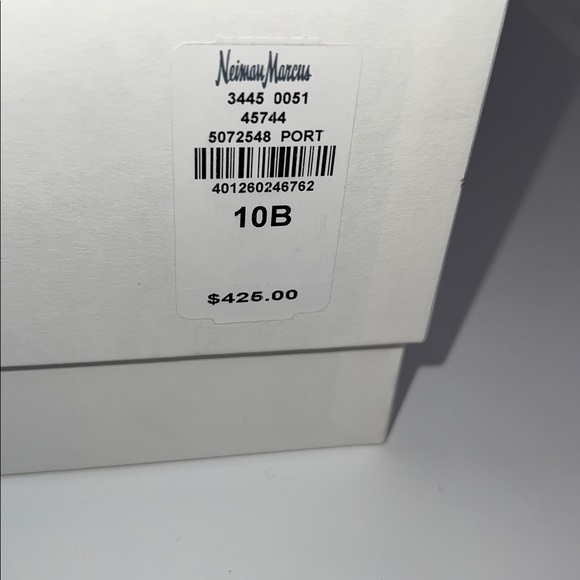 Neiman Marcus
3445 0051
45744
5072548 PORT
401260246762
10B
$425.00